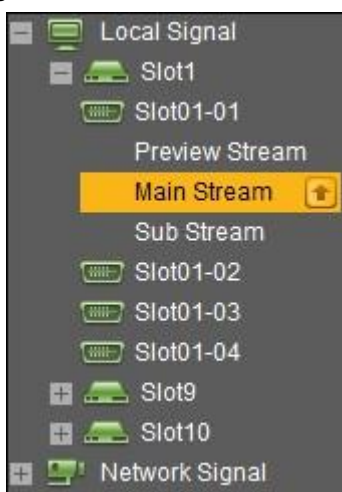 Local Signal
Slot1
Slot01-01
Preview Stream
Main Stream
Sub Stream
Slot01-02
Slot01-03
Slot01-04
Slot9
Slot10
Network Signal